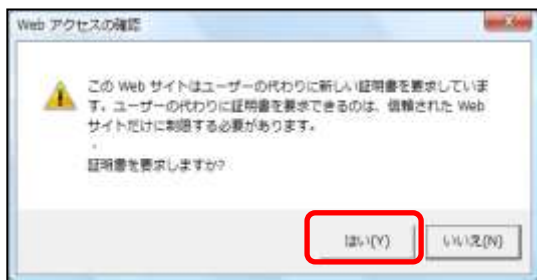 Web アクセスの確認
この Web サイトはユーザーの代わりに新しい証明書を要求していま
す。ユーザーの代わりに証明書を要求できるのは、信頼された Web
サイトだけに制限する必要があります。
証明書を要求しますか?
はい(Y)
いいえ(N)